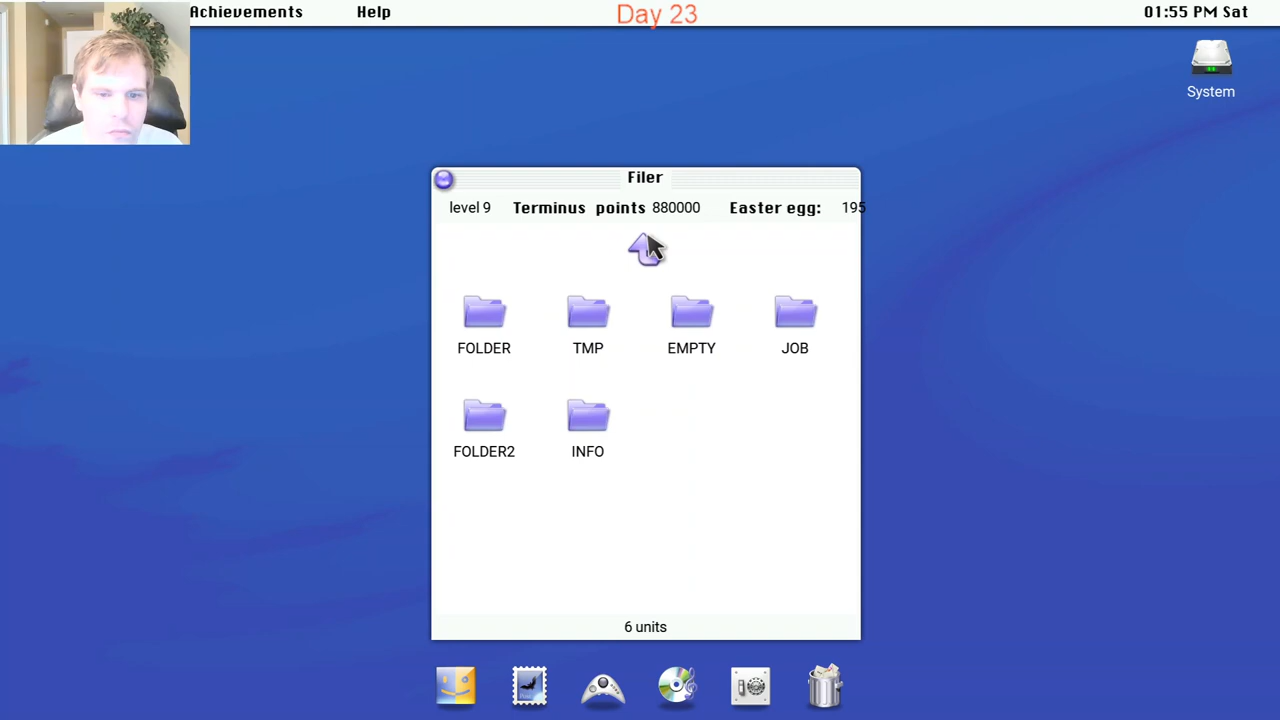 Achievements Help Day 23 01:55 PM Sat
System
Filer
level 9 Terminus points 880000 Easter egg: 195
FOLDER TMP EMPTY JOB
FOLDER2 INFO
6 units